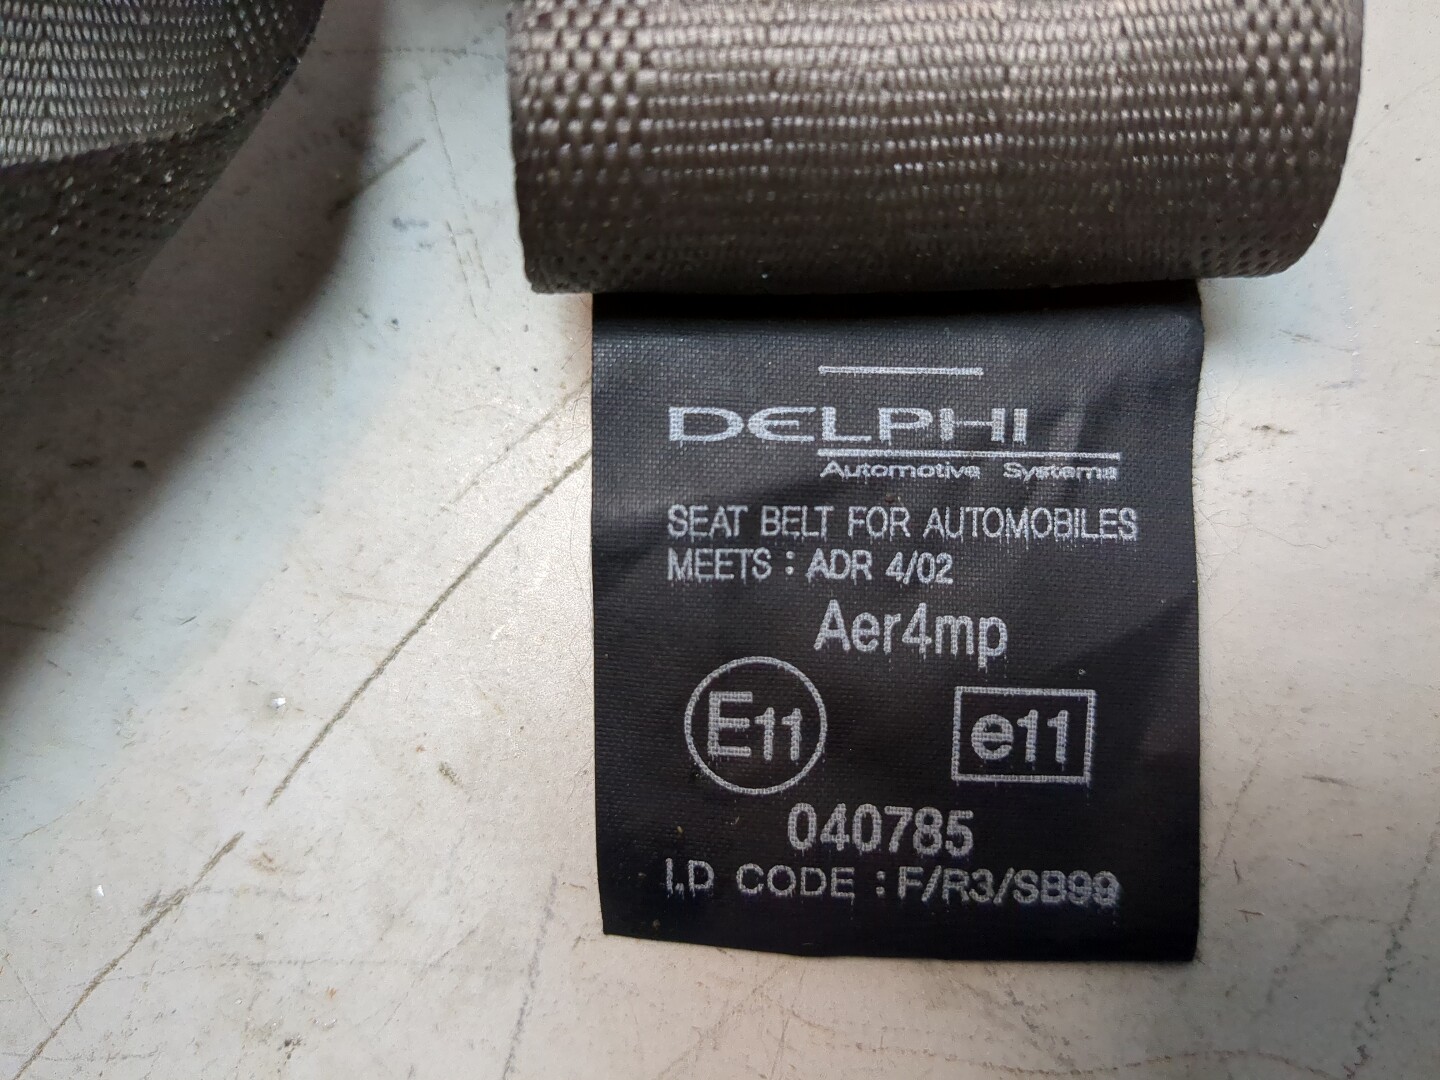 DELPHI
Automotive Systems
SEAT BELT FOR AUTOMOBILES
MEETS : ADR 4/02
Aer4mp
E11 e11
040785
I.D CODE : F/R3/SB99